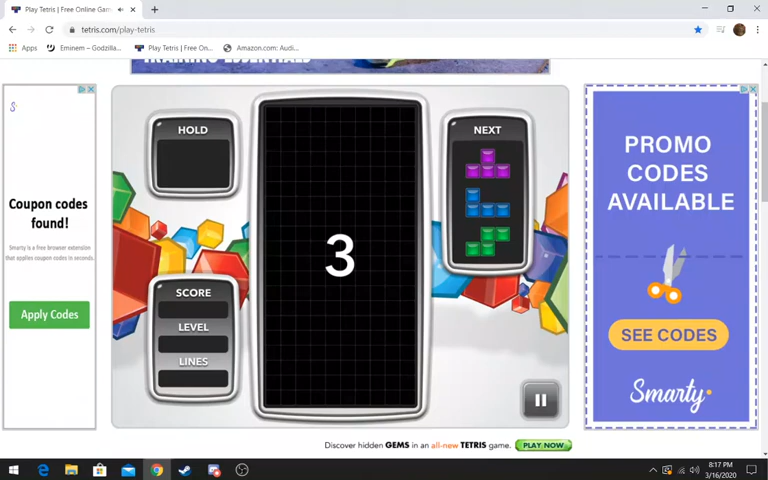 Play Tetris | Free Online Gam
tetris.com/play-tetris
Apps
Eminem – Godzilla...
Play Tetris | Free On...
Amazon.com: Audi...
TRAINING ESSENTIALS
HOLD
NEXT
3
SCORE
LEVEL
LINES
S
Coupon codes
found!
Smarty is a free browser extension
that applies coupon codes in seconds.
Apply Codes
PROMO
CODES
AVAILABLE
SEE CODES
Smarty
Discover hidden GEMS in an all-new TETRIS game.
PLAY NOW
8:17 PM
3/16/2020